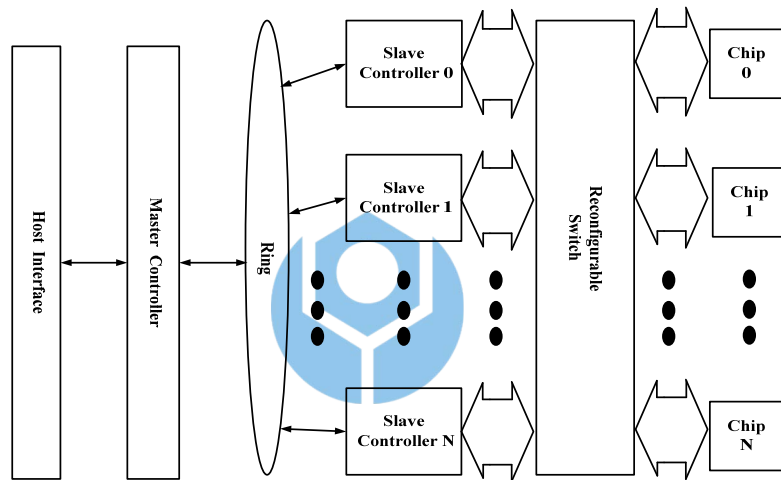 Host Interface
Master Controller
Ring
Slave
Controller 0
Slave
Controller 1
Slave
Controller N
Reconfigurable
Switch
Chip
0
Chip
1
Chip
N